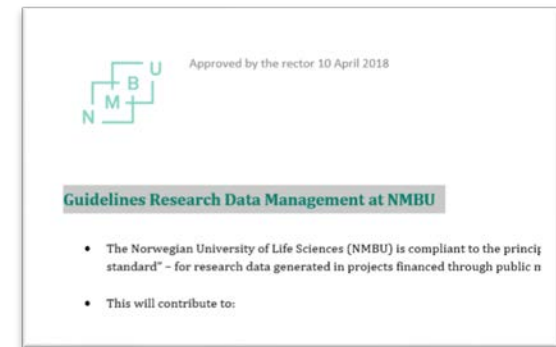 Approved by the rector 10 April 2018
N M B U
Guidelines Research Data Management at NMBU
• The Norwegian University of Life Sciences (NMBU) is compliant to the
standard" – for research data generated in projects financed through public
• This will contribute to: